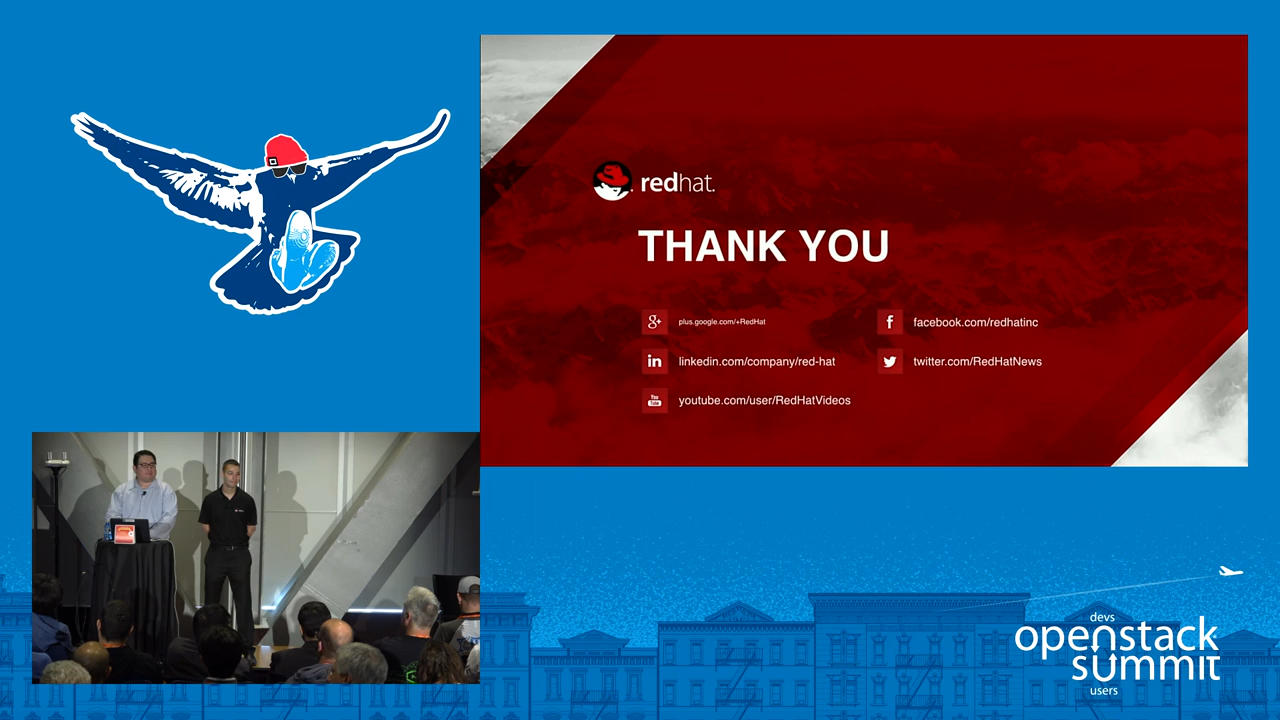 redhat.
THANK YOU
plus.google.com/+RedHat
facebook.com/redhatinc
linkedin.com/company/red-hat
twitter.com/RedHatNews
youtube.com/user/RedHatVideos
devs
openstack
summit
users